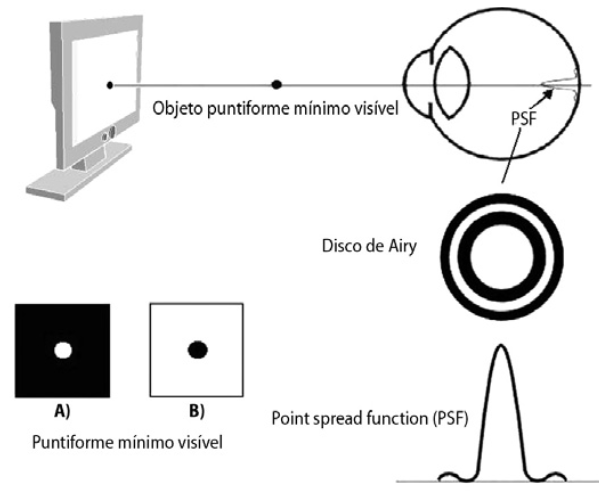 Objeto puntiforme mínimo visível
PSF
Disco de Airy
A) B)
Puntiforme mínimo visível
Point spread function (PSF)